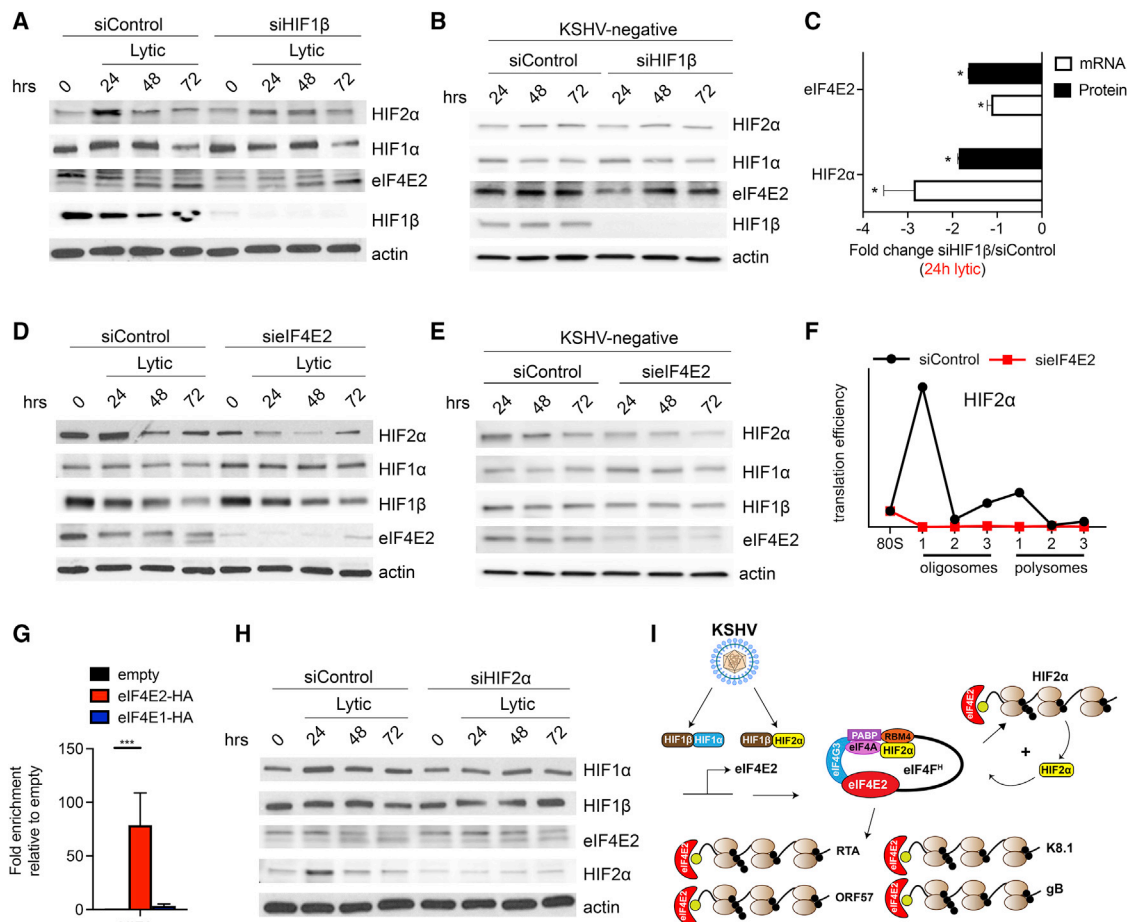 A
siControl
siHIF1β
Lytic
Lytic
hrs
0
24
48
72
0
24
48
72
HIF2α
HIF1α
eIF4E2
HIF1β
actin
B
KSHV-negative
siControl
siHIF1β
hrs
24
48
72
24
48
72
HIF2α
HIF1α
eIF4E2
HIF1β
actin
C
mRNA
Protein
eIF4E2
*
*
HIF2α
*
*
-4
-3
-2
-1
0
Fold change siHIF1β/siControl
(24h lytic)
D
siControl
sieIF4E2
Lytic
Lytic
hrs
0
24
48
72
0
24
48
72
HIF2α
HIF1α
HIF1β
eIF4E2
actin
E
KSHV-negative
siControl
sieIF4E2
hrs
24
48
72
24
48
72
HIF2α
HIF1α
HIF1β
eIF4E2
actin
F
siControl
sieIF4E2
HIF2α
translation efficiency
80S
1
2
3
1
2
3
oligosomes
polysomes
G
empty
eIF4E2-HA
eIF4E1-HA
Fold enrichment
relative to empty
150
100
50
0
***
H
siControl
siHIF2α
Lytic
Lytic
hrs
0
24
48
72
0
24
48
72
HIF1α
HIF1β
eIF4E2
HIF2α
actin
I
KSHV
HIF1β
HIF1α
HIF1β
HIF2α
eIF4E2
PABP
RBM4
eIF4A
HIF2α
eIF4G3
eIF4E2
eIF4Fᴴ
HIF2α
eIF4E2
+
HIF2α
eIF4E2
RTA
eIF4E2
K8.1
eIF4E2
ORF57
eIF4E2
gB